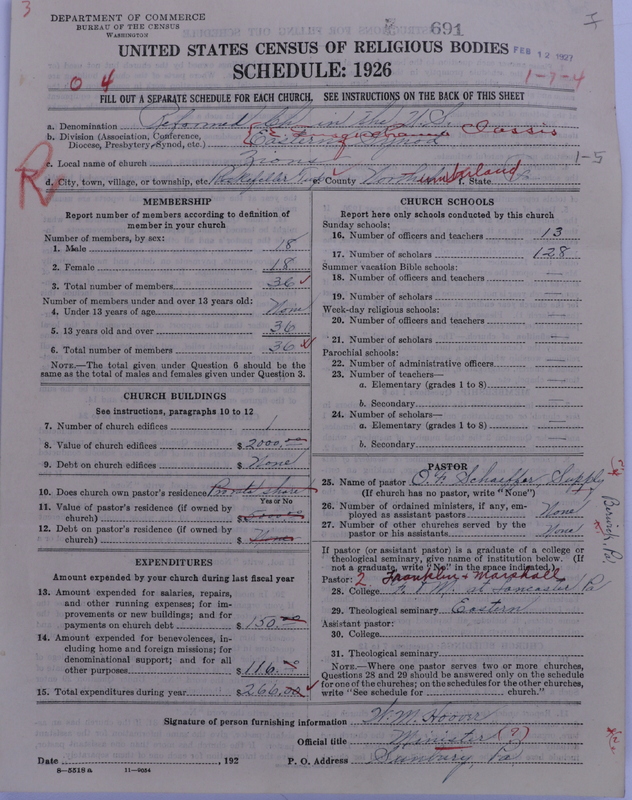 3
DEPARTMENT OF COMMERCE
BUREAU OF THE CENSUS
WASHINGTON
691
I
UNITED STATES CENSUS OF RELIGIOUS BODIES
FEB 12 1927
SCHEDULE: 1926
0 4
1-7-4
FILL OUT A SEPARATE SCHEDULE FOR EACH CHURCH. SEE INSTRUCTIONS ON THE BACK OF THIS SHEET
a. Denomination Reformed Ch in the U.S.
b. Division (Association, Conference, Diocese, Presbytery, Synod, etc.) Eastern Synod Classis
c. Local name of church Zions
1-5
R
d. City, town, village, or township, etc. Rockefellar Twp e. County Northumberland f. State Pa
MEMBERSHIP
Report number of members according to definition of member in your church
Number of members, by sex:
1. Male 18
2. Female 18
3. Total number of members 36
Number of members under and over 13 years old:
4. Under 13 years of age None
5. 13 years old and over 36
6. Total number of members 36
NOTE.—The total given under Question 6 should be the same as the total of males and females given under Question 3.
CHURCH BUILDINGS
See instructions, paragraphs 10 to 12
7. Number of church edifices 1
8. Value of church edifices $ 2000.00
9. Debt on church edifices $ None
10. Does church own pastor's residence
Yes or No
11. Value of pastor's residence (if owned by church) $
12. Debt on pastor's residence (if owned by church) $ None
EXPENDITURES
Amount expended by your church during last fiscal year
13. Amount expended for salaries, repairs, and other running expenses; for improvements or new buildings; and for payments on church debt $ 150.00
14. Amount expended for benevolences, including home and foreign missions; for denominational support; and for all other purposes $ 116.00
15. Total expenditures during year $ 266.00
CHURCH SCHOOLS
Report here only schools conducted by this church
Sunday schools:
16. Number of officers and teachers 13
17. Number of scholars 128
Summer vacation Bible schools:
18. Number of officers and teachers —
19. Number of scholars —
Week-day religious schools:
20. Number of officers and teachers —
21. Number of scholars —
Parochial schools:
22. Number of administrative officers —
23. Number of teachers—
a. Elementary (grades 1 to 8) —
b. Secondary —
24. Number of scholars—
a. Elementary (grades 1 to 8) —
b. Secondary —
PASTOR
25. Name of pastor O.H. Schaeffer, Supply
(If church has no pastor, write "None")
Berwick, Pa
26. Number of ordained ministers, if any, employed as assistant pastors None
27. Number of other churches served by the pastor or his assistants None
If pastor (or assistant pastor) is a graduate of a college or theological seminary, give name of institution below. (If not a graduate, write "No" in the space indicated.)
Pastor: 2 Franklin & Marshall
28. College F. & M. at Lancaster Pa
29. Theological seminary Eastern
Assistant pastor:
30. College
31. Theological seminary
NOTE.—Where one pastor serves two or more churches, Questions 28 and 29 should be answered only on the schedule for one of the churches; on the schedules for the other churches, write "See schedule for church."
Signature of person furnishing information W. M. Hoover
Official title Minister (?)
Date , 192
P. O. Address Sunbury, Pa
8—5518 a 11—9054